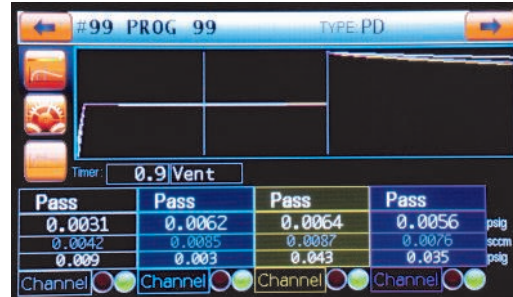 #99 PROG 99 TYPE: PD
Timer: 0.9 Vent
Pass Pass Pass Pass
0.0031 0.0062 0.0064 0.0056 psig
0.0042 0.0085 0.0087 0.0076 sccm
0.009 0.003 0.043 0.035 psig
Channel Channel Channel Channel